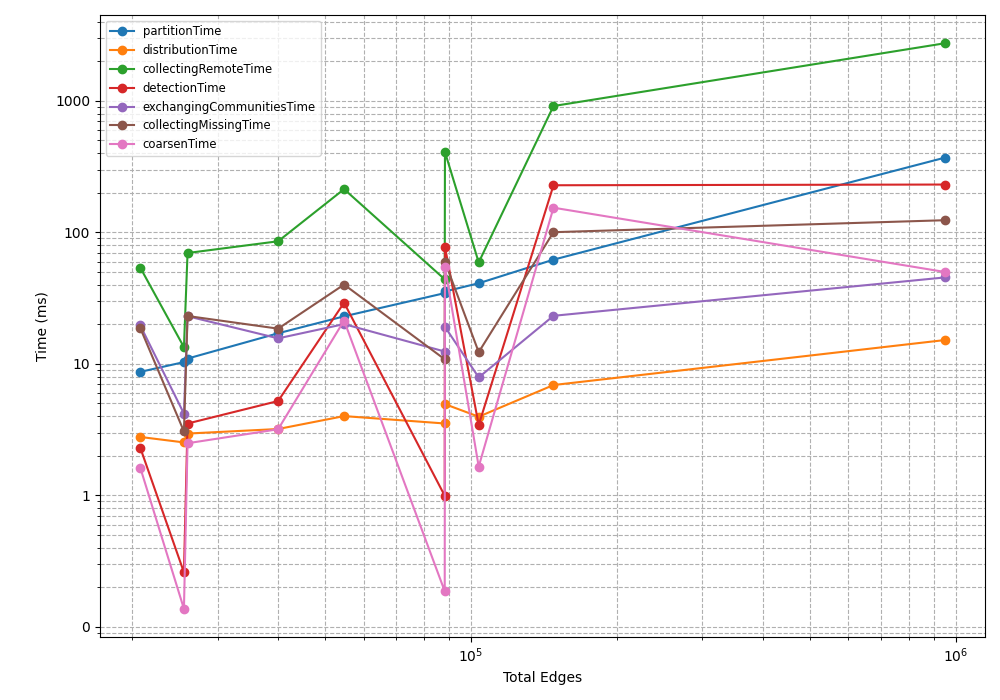 partitionTime
distributionTime
collectingRemoteTime
detectionTime
exchangingCommunitiesTime
collectingMissingTime
coarsenTime
1000
100
10
1
0
Time (ms)
10⁵
10⁶
Total Edges